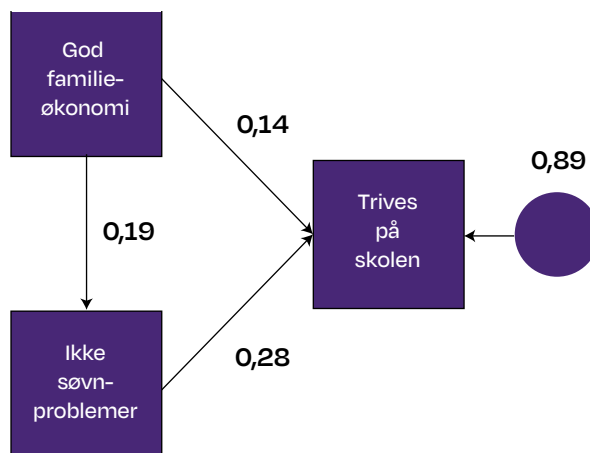 God
familie-
økonomi
0,14
0,89
Trives
på
skolen
0,19
Ikke
søvn-
problemer
0,28